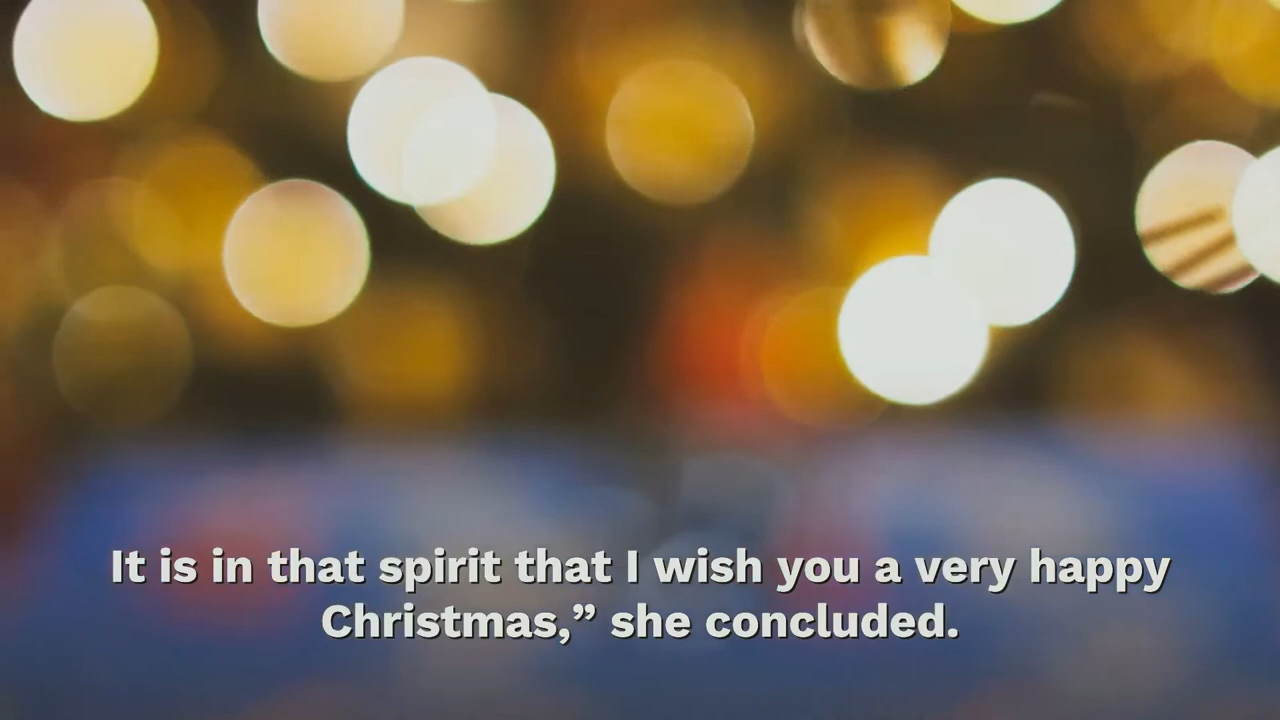 It is in that spirit that I wish you a very happy
Christmas,” she concluded.